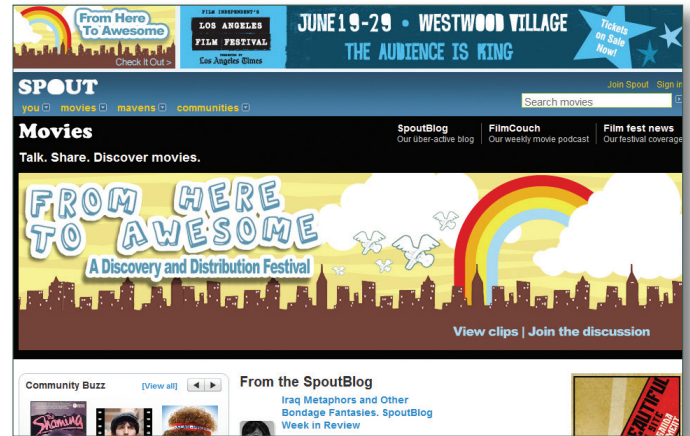 From Here
To Awesome
Check It Out >
FILM INDEPENDENT'S
LOS ANGELES
FILM FESTIVAL
Los Angeles Times
JUNE 19-29 • WESTWOOD VILLAGE
THE AUDIENCE IS KING
Tickets
on Sale
Now!
SPOUT
Join Spout Sign in
you movies mavens communities
Search movies
Movies
Talk. Share. Discover movies.
SpoutBlog
Our über-active blog
FilmCouch
Our weekly movie podcast
Film fest news
Our festival coverage
FROM HERE
TO AWESOME
A Discovery and Distribution Festival
View clips | Join the discussion
Community Buzz [View all]
Shaming
From the SpoutBlog
Iraq Metaphors and Other
Bondage Fantasies. SpoutBlog
Week in Review